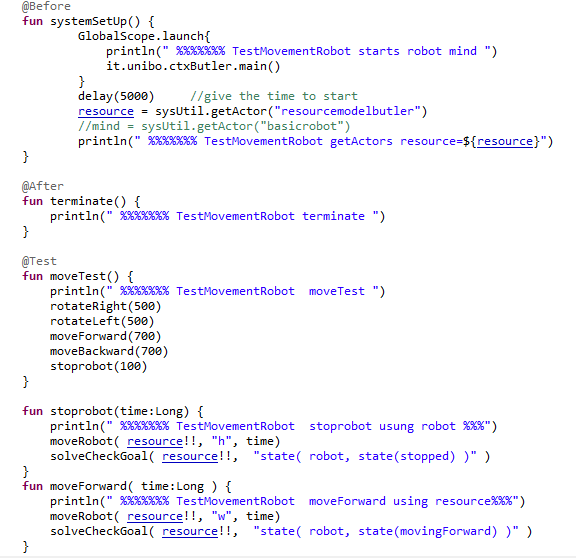 @Before
fun systemSetUp() {
GlobalScope.launch{
println(" %%%%%%% TestMovementRobot starts robot mind ")
it.unibo.ctxButler.main()
}
delay(5000) //give the time to start
resource = sysUtil.getActor("resourcemodelbutler")
//mind = sysUtil.getActor("basicrobot")
println(" %%%%%%% TestMovementRobot getActors resource=${resource}")
}
@After
fun terminate() {
println(" %%%%%%% TestMovementRobot terminate ")
}
@Test
fun moveTest() {
println(" %%%%%%% TestMovementRobot  moveTest ")
rotateRight(500)
rotateLeft(500)
moveForward(700)
moveBackward(700)
stoprobot(100)
}
fun stoprobot(time:Long) {
println(" %%%%%%% TestMovementRobot  stoprobot usung robot %%%")
moveRobot( resource!!, "h", time)
solveCheckGoal( resource!!,  "state( robot, state(stopped) )" )
}
fun moveForward( time:Long ) {
println(" %%%%%%% TestMovementRobot  moveForward using resource%%%")
moveRobot( resource!!, "w", time)
solveCheckGoal( resource!!,  "state( robot, state(movingForward) )" )
}